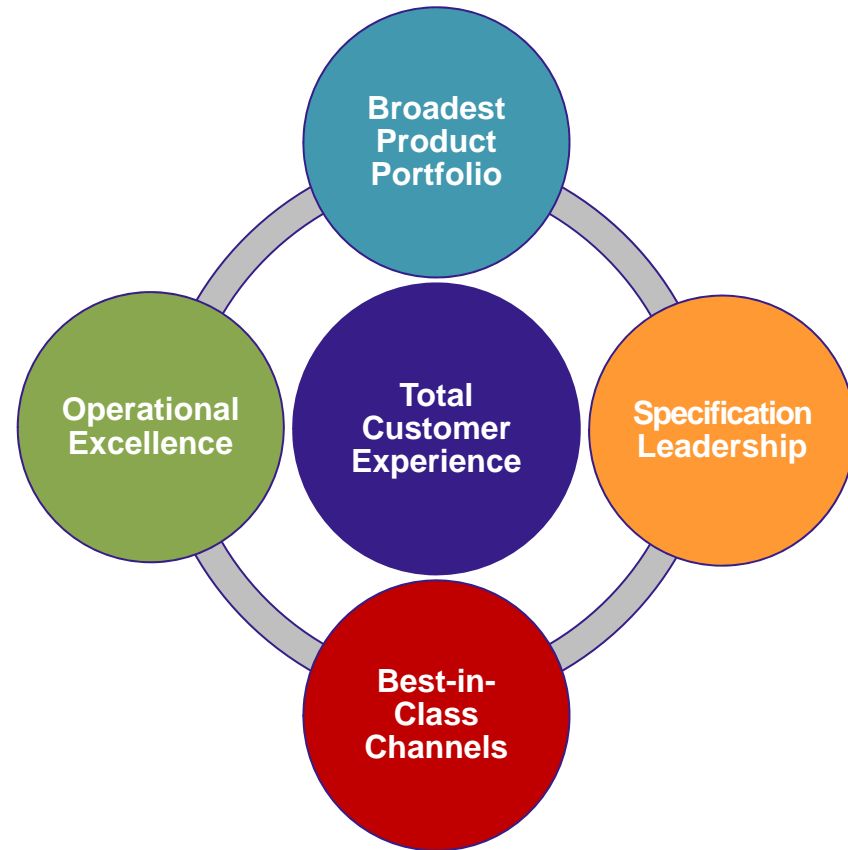 Broadest
Product
Portfolio
Operational
Excellence
Total
Customer
Experience
Specification
Leadership
Best-in-
Class
Channels